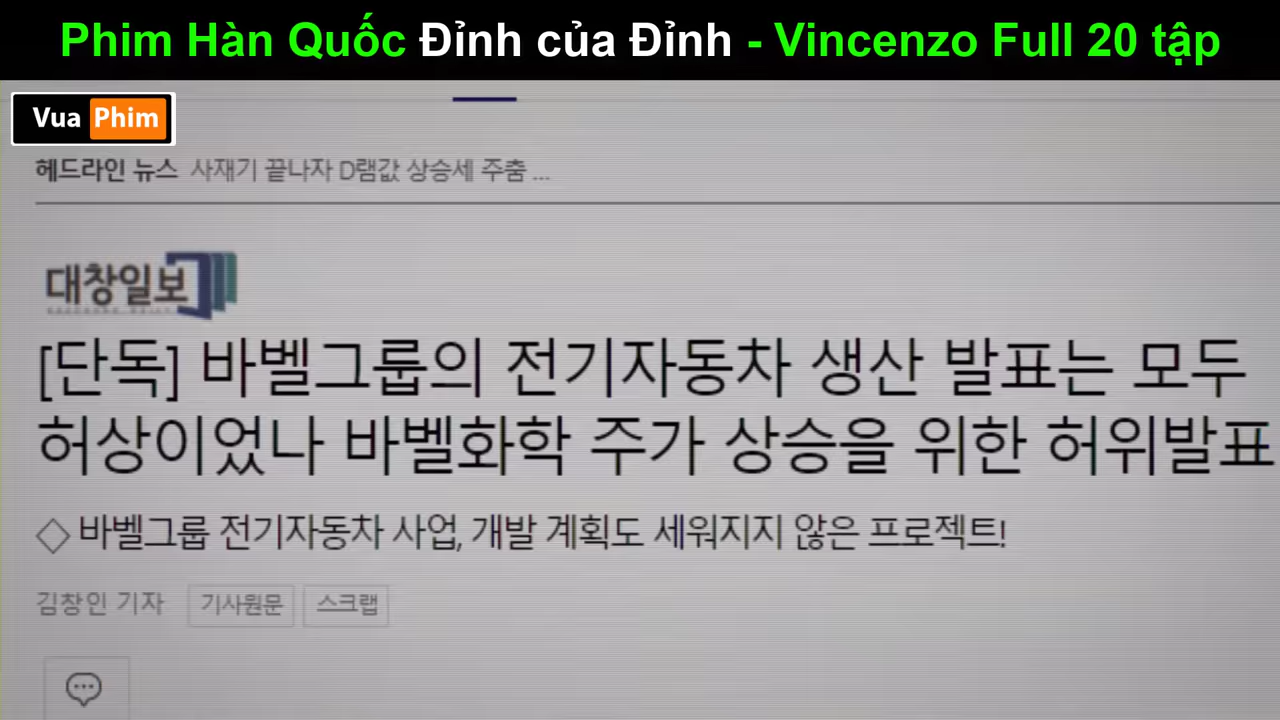 Phim Hàn Quốc Đỉnh của Đỉnh - Vincenzo Full 20 tập
Vua Phim
헤드라인 뉴스 사재기 끝나자 D램값 상승세 주춤 ...
대창일보
[단독] 바벨그룹의 전기자동차 생산 발표는 모두
허상이었나 바벨화학 주가 상승을 위한 허위발표
◇ 바벨그룹 전기자동차 사업, 개발 계획도 세워지지 않은 프로젝트!
김창인 기자 기사원문 스크랩